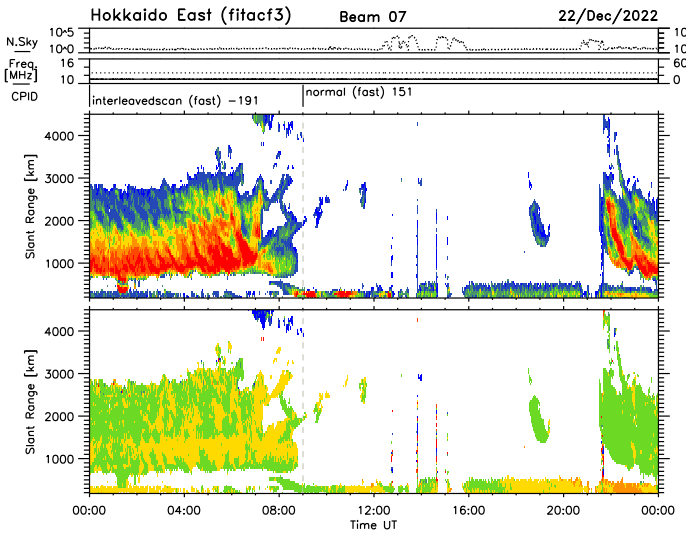 Hokkaido East (fitacf3) Beam 07 22/Dec/2022
N.Sky 10^5 10^0 10 10
Freq. [MHz] 16 10 60 0
CPID interleavedscan (fast) -191 normal (fast) 151
Slant Range [km] 4000 3000 2000 1000
Slant Range [km] 4000 3000 2000 1000 0
00:00 04:00 08:00 12:00 16:00 20:00 00:00
Time UT